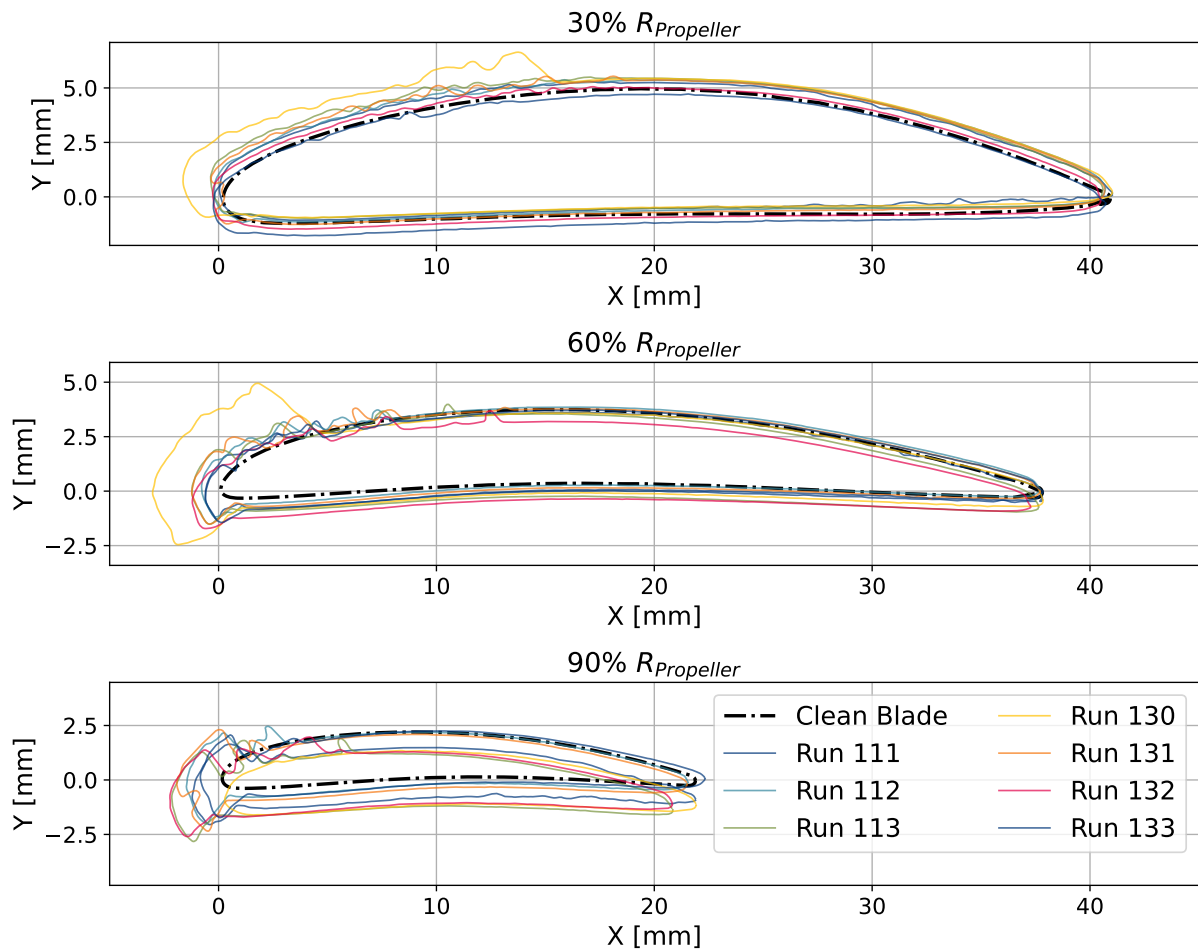 30% R_Propeller
5.0
2.5
0.0
Y [mm]
0
10
20
30
40
X [mm]
60% R_Propeller
5.0
2.5
0.0
−2.5
Y [mm]
0
10
20
30
40
X [mm]
90% R_Propeller
2.5
0.0
−2.5
Y [mm]
Clean Blade
Run 111
Run 112
Run 113
Run 130
Run 131
Run 132
Run 133
0
10
20
30
40
X [mm]